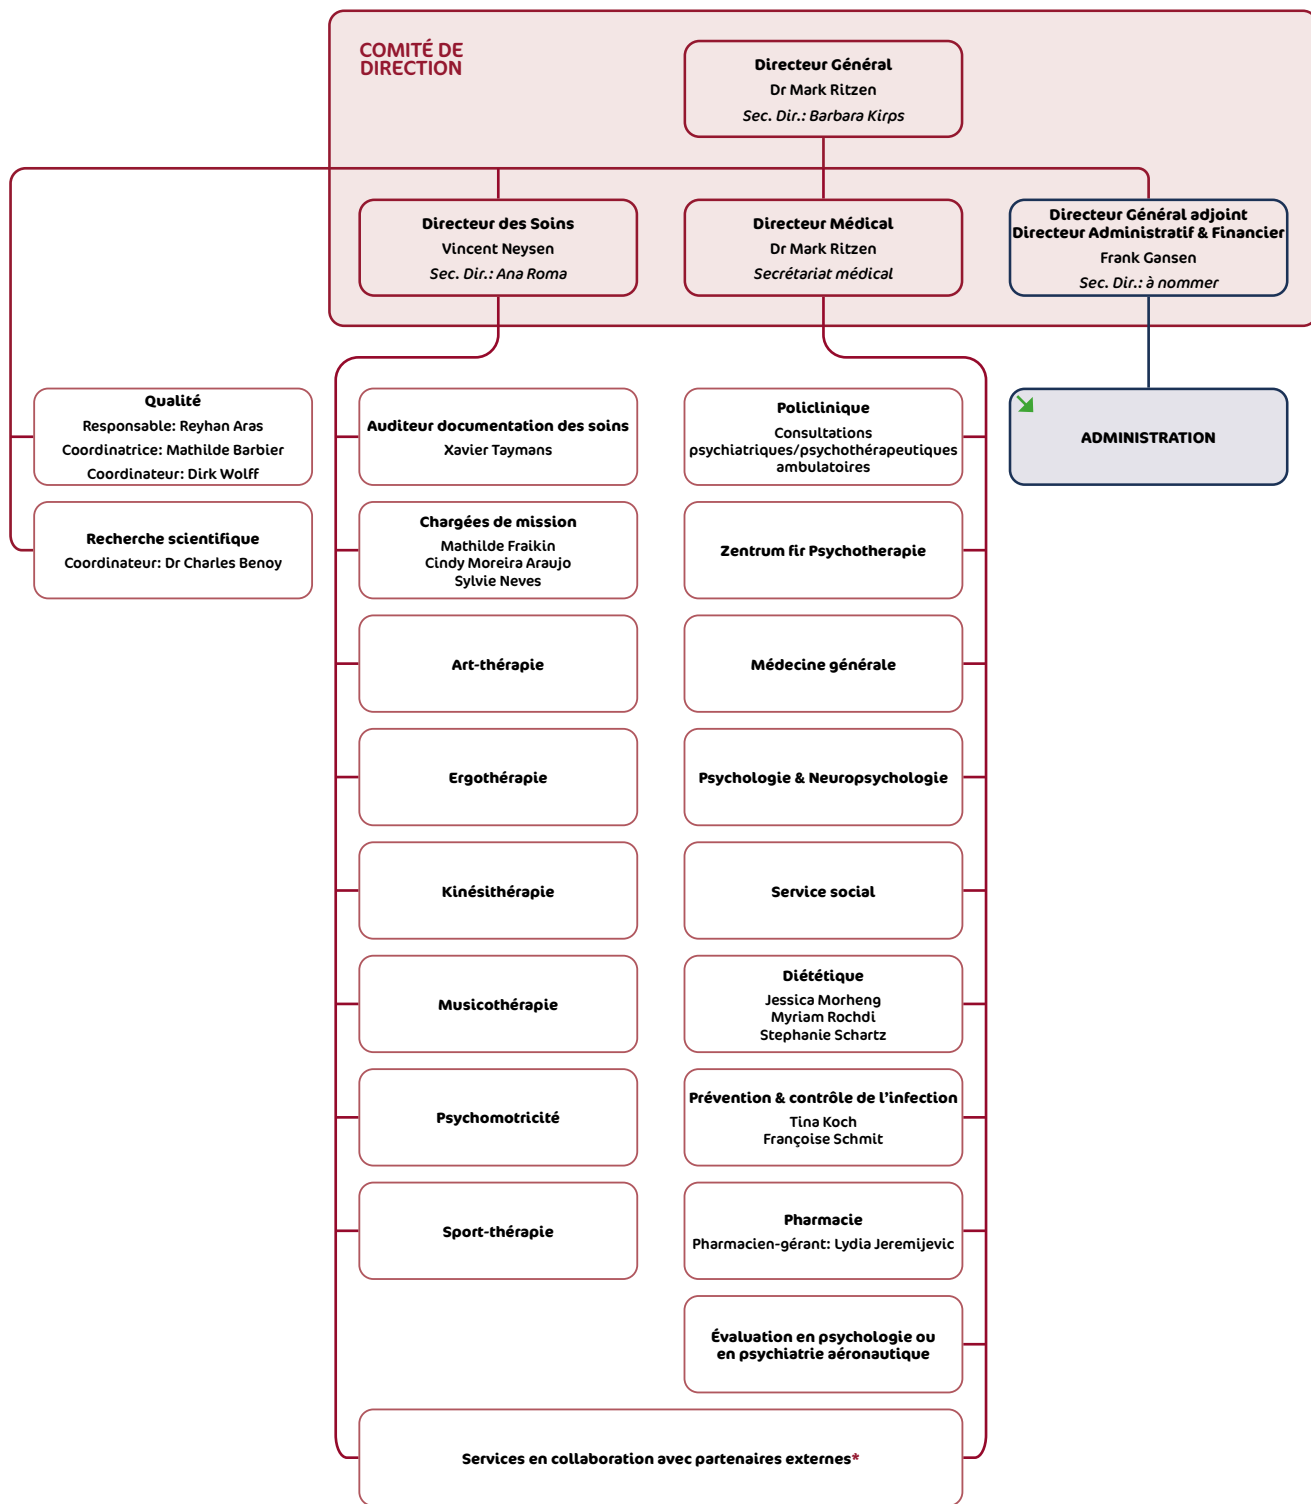 COMITÉ DE
DIRECTION
Directeur Général
Dr Mark Ritzen
Sec. Dir.: Barbara Kirps
Directeur des Soins
Vincent Neysen
Sec. Dir.: Ana Roma
Directeur Médical
Dr Mark Ritzen
Secrétariat médical
Directeur Général adjoint
Directeur Administratif & Financier
Frank Gansen
Sec. Dir.: à nommer
Qualité
Responsable: Reyhan Aras
Coordinatrice: Mathilde Barbier
Coordinateur: Dirk Wolff
Recherche scientifique
Coordinateur: Dr Charles Benoy
Auditeur documentation des soins
Xavier Taymans
Chargées de mission
Mathilde Fraikin
Cindy Moreira Araujo
Sylvie Neves
Art-thérapie
Ergothérapie
Kinésithérapie
Musicothérapie
Psychomotricité
Sport-thérapie
Policlinique
Consultations
psychiatriques/psychothérapeutiques
ambulatoires
Zentrum fir Psychotherapie
Médecine générale
Psychologie & Neuropsychologie
Service social
Diététique
Jessica Morheng
Myriam Rochdi
Stephanie Schartz
Prévention & contrôle de l'infection
Tina Koch
Françoise Schmit
Pharmacie
Pharmacien-gérant: Lydia Jeremijevic
Évaluation en psychologie ou
en psychiatrie aéronautique
ADMINISTRATION
Services en collaboration avec partenaires externes*